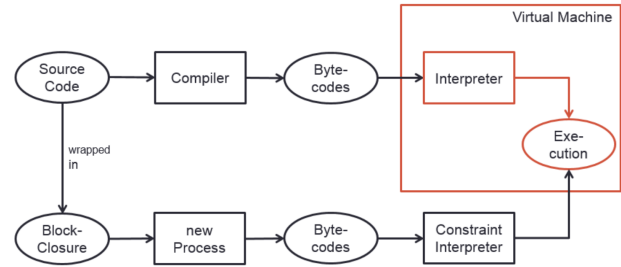 Virtual Machine
Source
Code
Compiler
Byte-
codes
Interpreter
Exe-
cution
wrapped
in
Block-
Closure
new
Process
Byte-
codes
Constraint
Interpreter